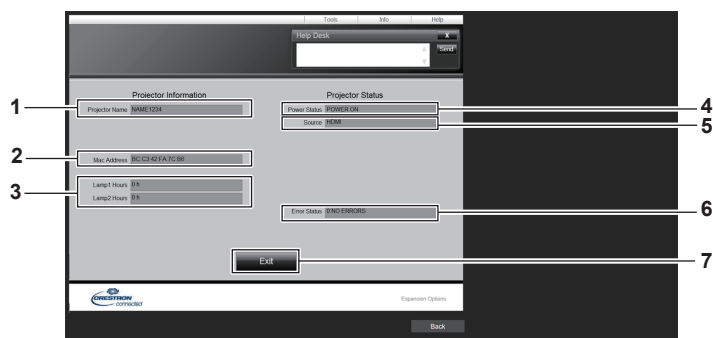 Tools Info Help
Help Desk X
Send
Projector Information Projector Status
1 Projector Name NAME1234 Power Status POWER ON 4
Source HDMI 5
2 Mac Address BC:C3:42:FA:7C:B6
3 Lamp1 Hours 0 h
Lamp2 Hours 0 h
Error Status 0:NO ERRORS 6
Exit 7
CRESTRON connected Expansion Options
Back